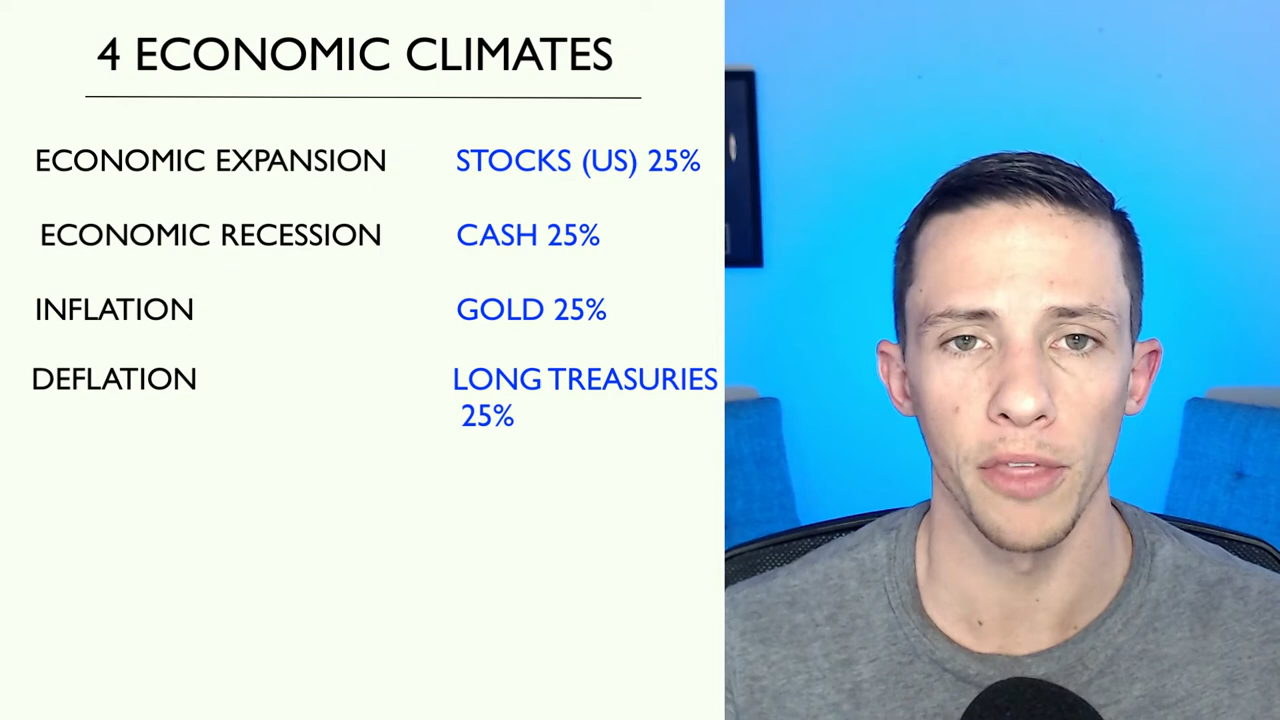 4 ECONOMIC CLIMATES
ECONOMIC EXPANSION STOCKS (US) 25%
ECONOMIC RECESSION CASH 25%
INFLATION GOLD 25%
DEFLATION LONG TREASURIES
25%